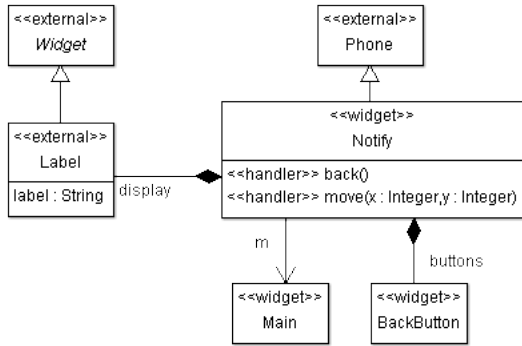 <<external>>
Widget
<<external>>
Phone
<<external>>
Label
label : String
<<widget>>
Notify
<<handler>> back()
<<handler>> move(x : Integer,y : Integer)
display
m
buttons
<<widget>>
Main
<<widget>>
BackButton